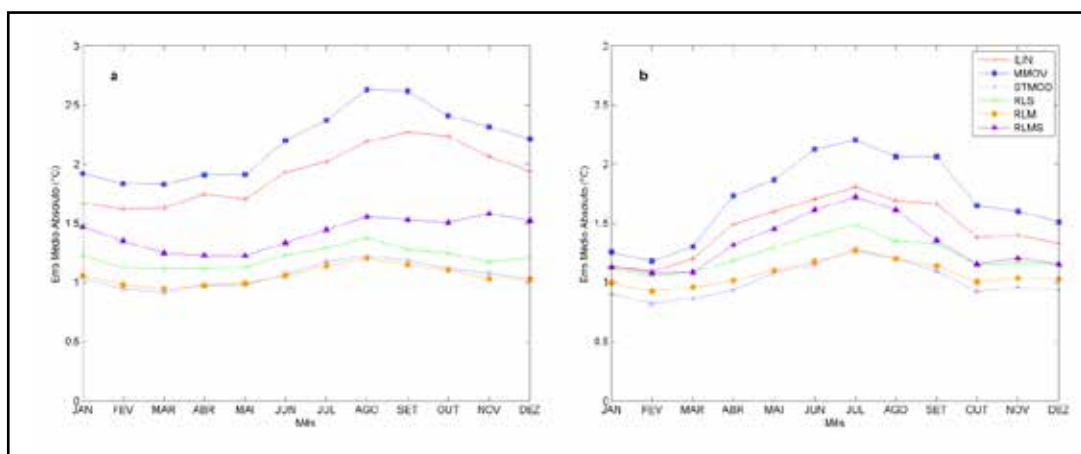 a
3
2.5
2
1.5
1
0.5
0
Erro Médio Absoluto (°C)
JAN FEV MAR ABR MAI JUN JUL AGO SET OUT NOV DEZ
Mês
b
3
2.5
2
1.5
1
0.5
0
Erro Médio Absoluto (°C)
JAN FEV MAR ABR MAI JUN JUL AGO SET OUT NOV DEZ
Mês
ILIN
MMOV
STMOD
RLS
RLM
RLMS